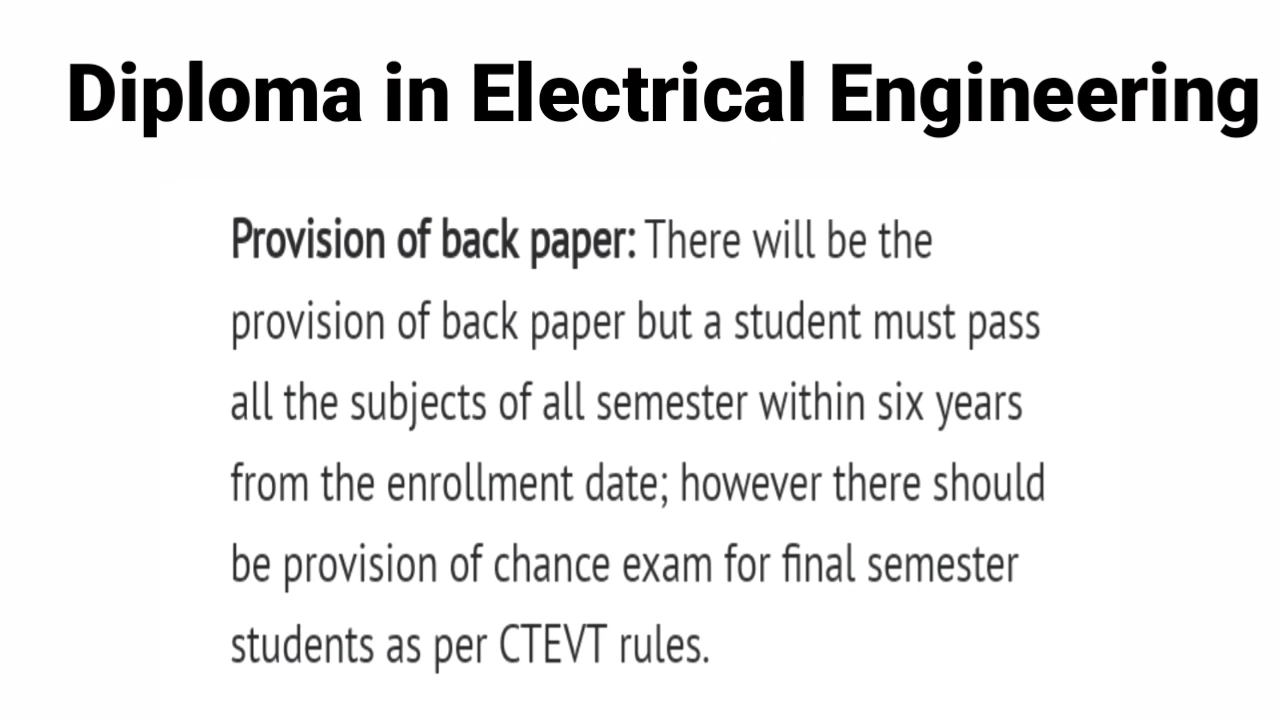 Diploma in Electrical Engineering
Provision of back paper: There will be the
provision of back paper but a student must pass
all the subjects of all semester within six years
from the enrollment date; however there should
be provision of chance exam for final semester
students as per CTEVT rules.